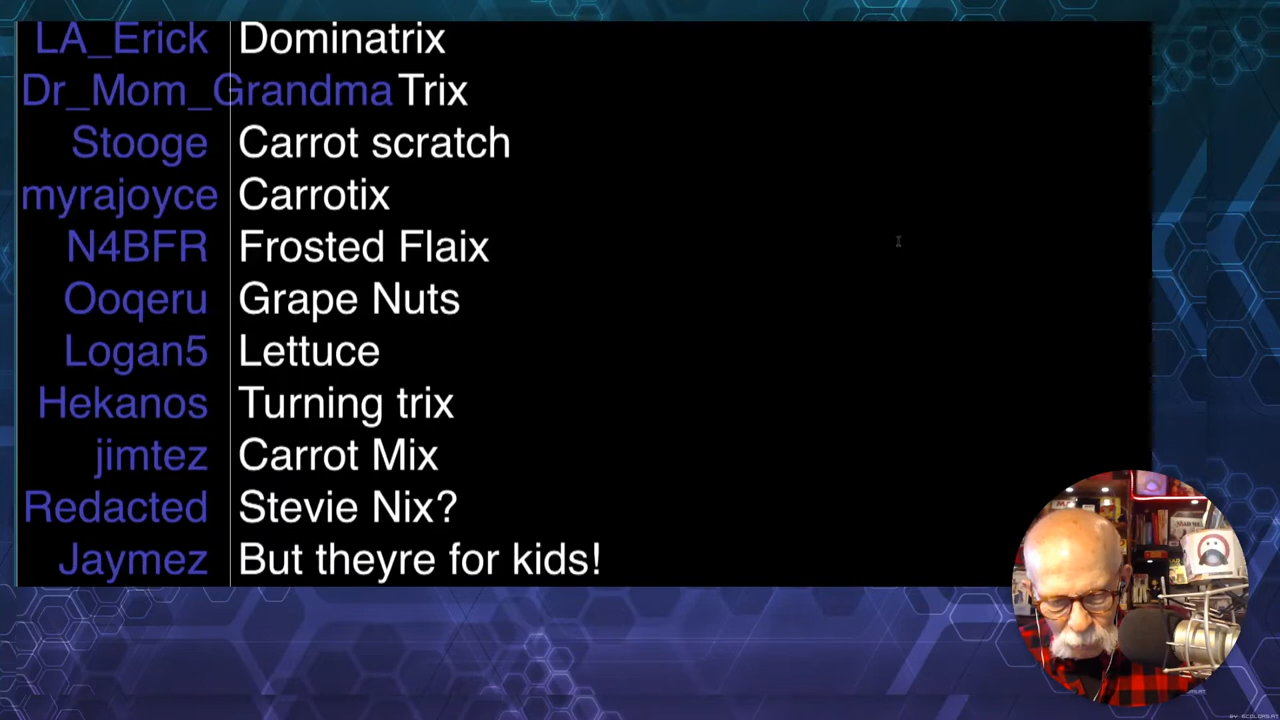 LA_Erick Dominatrix
Dr_Mom_Grandma Trix
Stooge Carrot scratch
myrajoyce Carrotix
N4BFR Frosted Flaix
Ooqeru Grape Nuts
Logan5 Lettuce
Hekanos Turning trix
jimtez Carrot Mix
Redacted Stevie Nix?
Jaymez But theyre for kids!